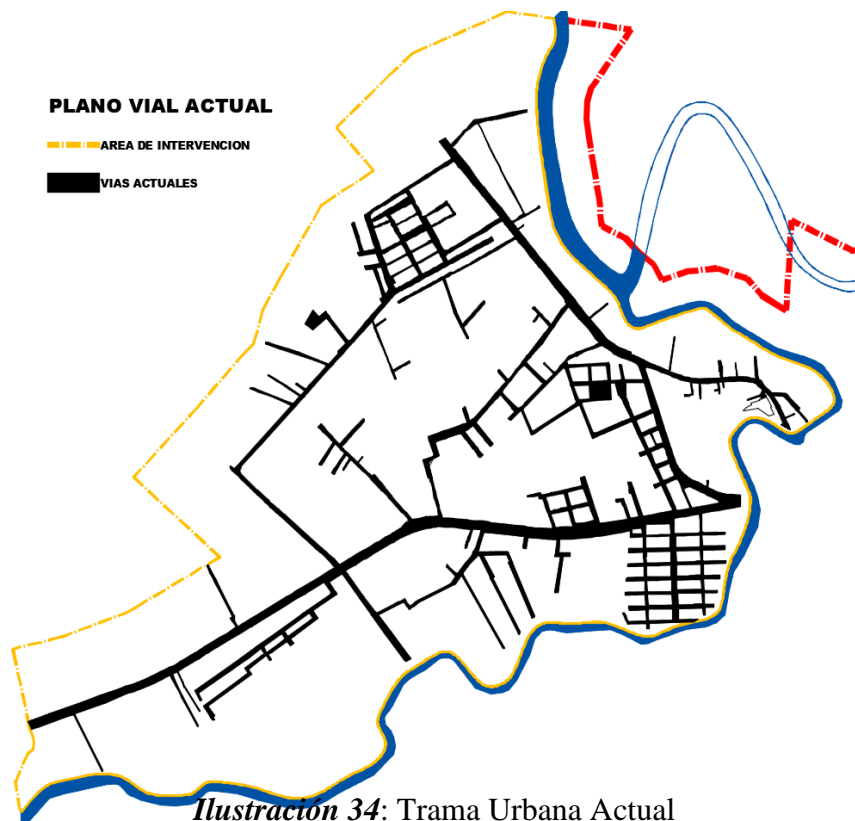 PLANO VIAL ACTUAL
AREA DE INTERVENCION
VIAS ACTUALES
Ilustración 34: Trama Urbana Actual